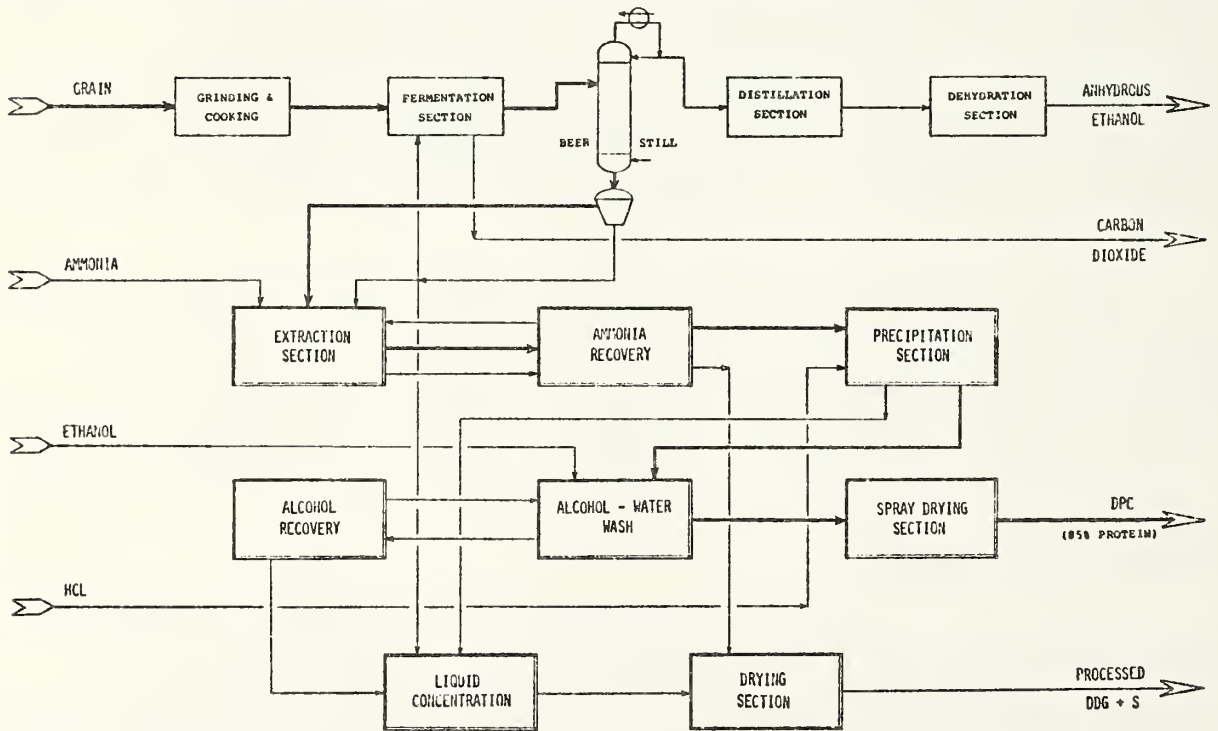 GRAIN
GRINDING &
COOKING
FERMENTATION
SECTION
BEER STILL
DISTILLATION
SECTION
DEHYDRATION
SECTION
ANHYDROUS
ETHANOL
CARBON
DIOXIDE
AMMONIA
EXTRACTION
SECTION
AMMONIA
RECOVERY
PRECIPITATION
SECTION
ETHANOL
ALCOHOL
RECOVERY
ALCOHOL - WATER
WASH
SPRAY DRYING
SECTION
DPC
(85% PROTEIN)
HCL
LIQUID
CONCENTRATION
DRYING
SECTION
PROCESSED
DDG + S